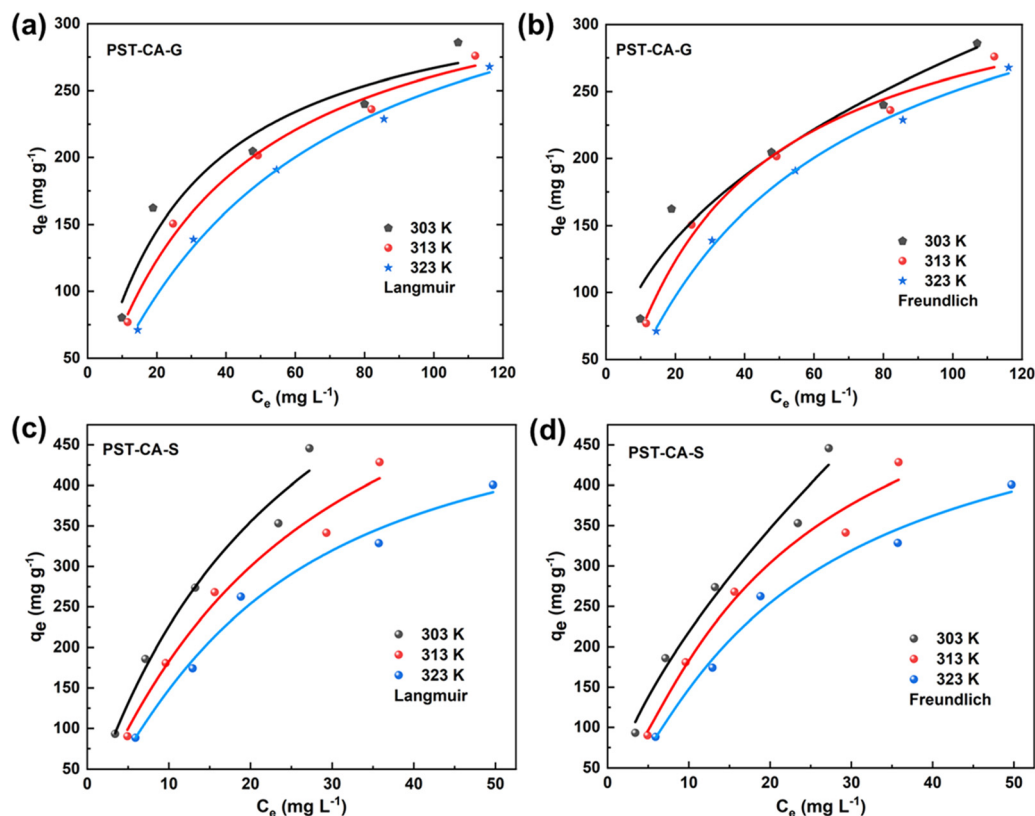 (a)
PST-CA-G
300
250
200
150
100
50
qe (mg g-1)
303 K
313 K
323 K
Langmuir
0 20 40 60 80 100 120
Ce (mg L-1)
(b)
PST-CA-G
300
250
200
150
100
50
qe (mg g-1)
303 K
313 K
323 K
Freundlich
0 20 40 60 80 100 120
Ce (mg L-1)
(c)
PST-CA-S
450
400
350
300
250
200
150
100
50
qe (mg g-1)
303 K
313 K
323 K
Langmuir
0 10 20 30 40 50
Ce (mg L-1)
(d)
PST-CA-S
450
400
350
300
250
200
150
100
50
qe (mg g-1)
303 K
313 K
323 K
Freundlich
0 10 20 30 40 50
Ce (mg L-1)